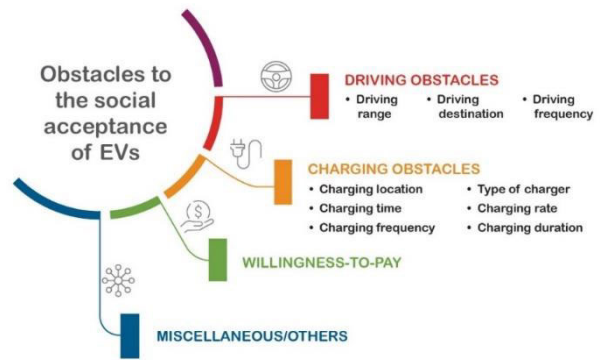 Obstacles to
the social
acceptance
of EVs
DRIVING OBSTACLES
• Driving range
• Driving destination
• Driving frequency
CHARGING OBSTACLES
• Charging location
• Charging time
• Charging frequency
• Type of charger
• Charging rate
• Charging duration
WILLINGNESS-TO-PAY
MISCELLANEOUS/OTHERS